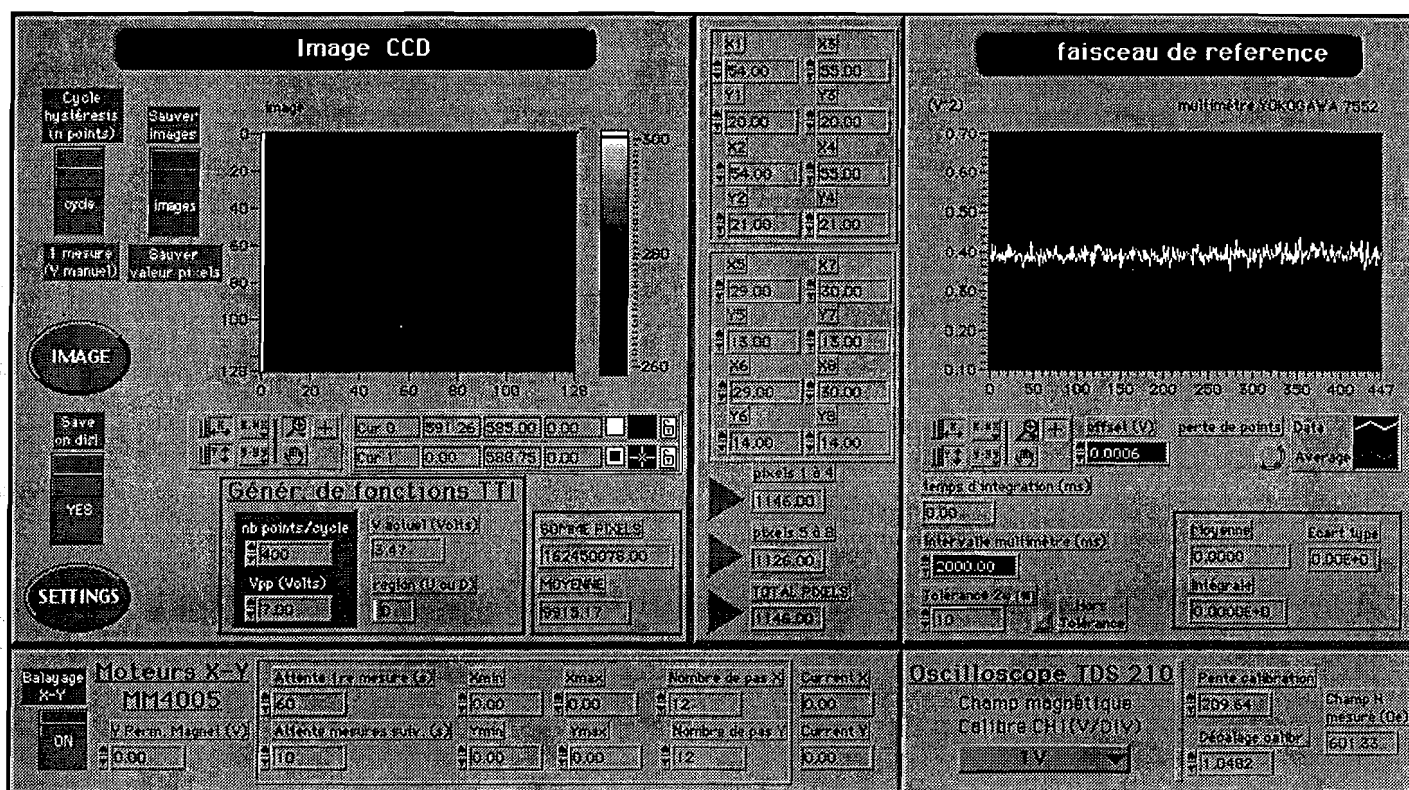 Image CCD
Cycle
hystéresis
(n points)
cycle
1 mesure
(V manuel)
Sauver
images
images
Sauver
valeur pixels
IMAGE
Save
on disl
YES
SETTINGS
image
0
20
40
60
80
100
128
0 20 40 60 80 100 128
300
280
260
Cur 0 591.26 585.00 0.00
Cur 1 0.00 588.75 0.00
Génér. de fonctions TTI
nb points/cycle
400
Vpp (Volts)
7.00
V actuel (Volts)
3.47
region (U ou D)
D
SOMME PIXELS
162450078.00
MOYENNE
9915.17
X1 X3
54.00 55.00
Y1 Y3
20.00 20.00
X2 X4
54.00 55.00
Y2 Y4
21.00 21.00
X5 X7
29.00 30.00
Y5 Y7
13.00 13.00
X6 X8
29.00 30.00
Y6 Y8
14.00 14.00
pixels 1 à 4
1146.00
pixels 5 à 8
1126.00
TOTAL PIXELS
1146.00
faisceau de reference
(V^2) multimètre YOKOGAWA 7552
0.70
0.60
0.50
0.40
0.30
0.20
0.10
0 50 100 150 200 250 300 350 400 447
offset (V)
0.0006
perte de points
Data
Average
temps d'integration (ms)
0.00
Intervalle multimètre (ms)
2000.00
Tolérance 2σ (%)
10
Hors
Tolérance
Moyenne
0.0000
Ecart type
0.00E+0
Intégrale
0.0000E+0
Balayage
X-Y
ON
Moteurs X-Y
MM4005
V Perm. Magnet (V)
0.00
Attente 1re mesure (s)
60
Attente mesures suiv. (s)
10
Xmin Xmax
0.00 0.00
Ymin Ymax
0.00 0.00
Nombre de pas X
12
Nombre de pas Y
12
Current X
0.00
Current Y
0.00
Oscilloscope TDS 210
Champ magnétique
Calibre CH1(V/DIV)
1 V
Pente calibration
209.64
Décalage calibr.
1.0482
Champ H
mesure (Oe)
601.33